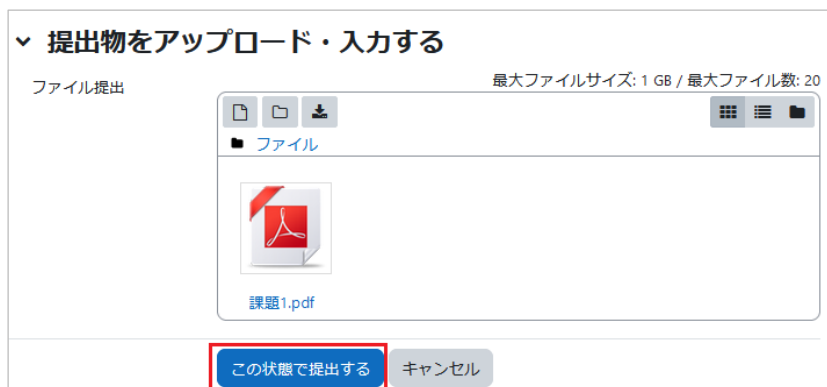 提出物をアップロード・入力する
ファイル提出
最大ファイルサイズ: 1 GB / 最大ファイル数: 20
ファイル
課題1.pdf
この状態で提出する キャンセル